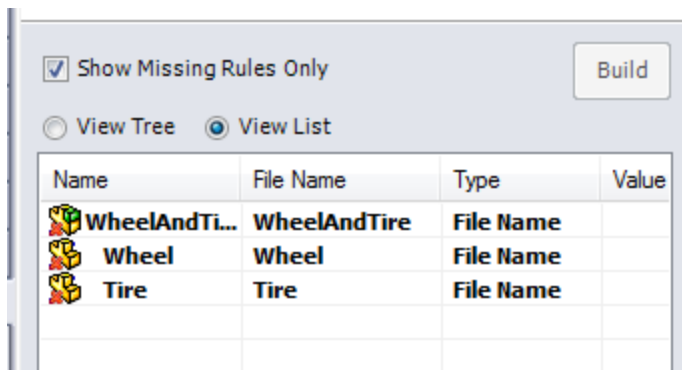 Show Missing Rules Only
Build
View Tree View List
Name File Name Type Value
WheelAndTi... WheelAndTire File Name
Wheel Wheel File Name
Tire Tire File Name